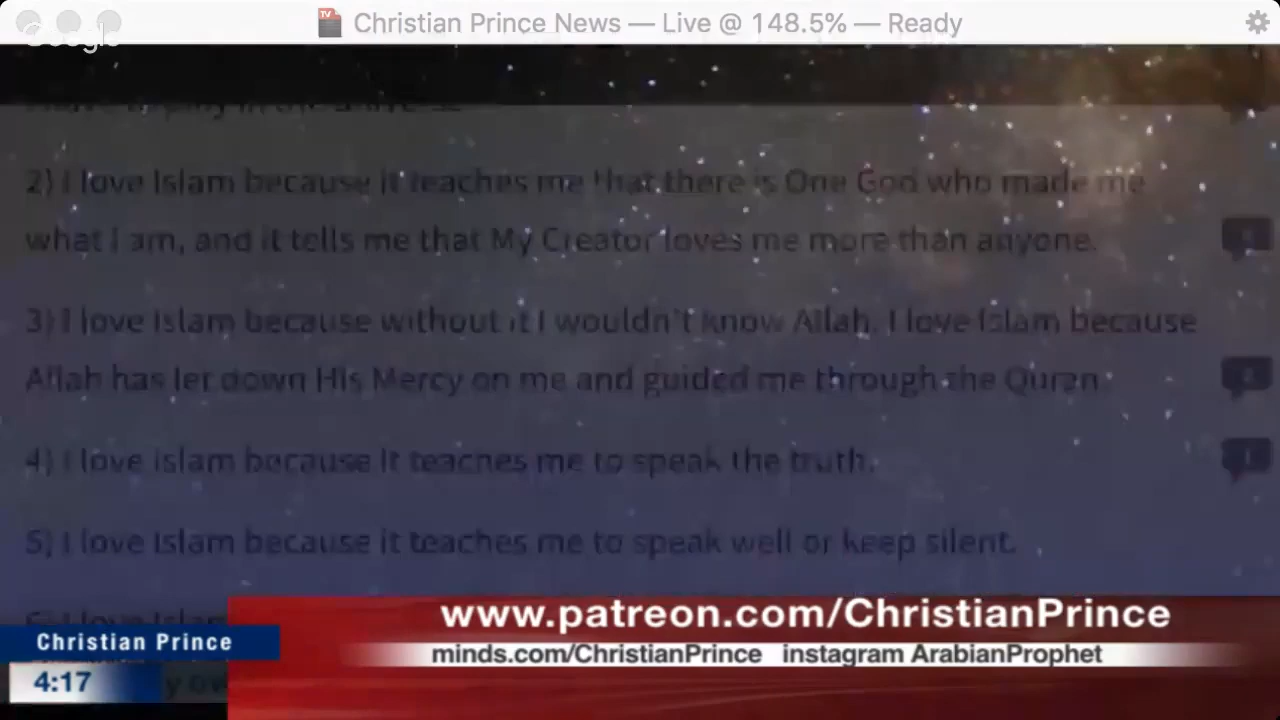 Christian Prince News — Live @ 148.5% — Ready
Google
2) I love Islam because it teaches me that there is One God who made me
what I am, and it tells me that My Creator loves me more than anyone.
3) I love Islam because without it I wouldn't know Allah. I love Islam because
Allah has let down His Mercy on me and guided me through the Quran
4) I love islam because it teaches me to speak the truth.
5) I love Islam because it teaches me to speak well or keep silent.
6) I love Islam
www.patreon.com/ChristianPrince
Christian Prince
minds.com/ChristianPrince instagram ArabianProphet
4:17